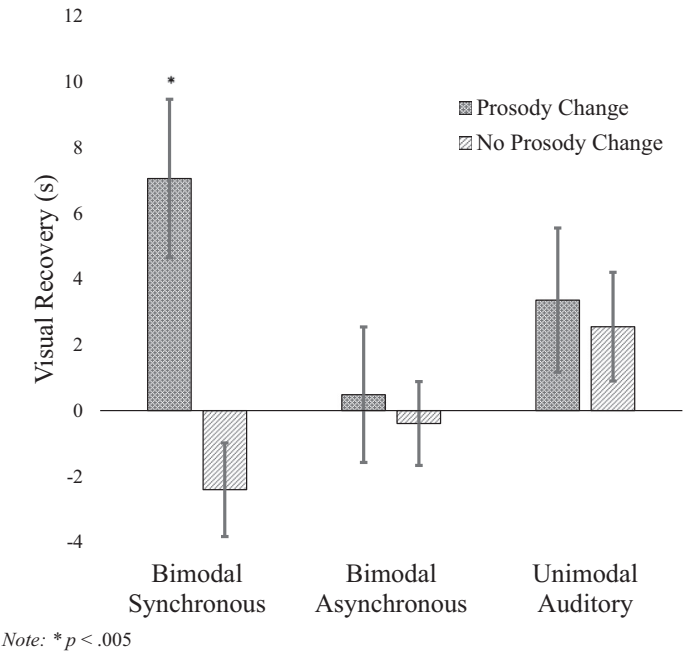 12
10
8
6
4
2
0
-2
-4
Visual Recovery (s)
*
Prosody Change
No Prosody Change
Bimodal
Synchronous
Bimodal
Asynchronous
Unimodal
Auditory
Note: * p < .005